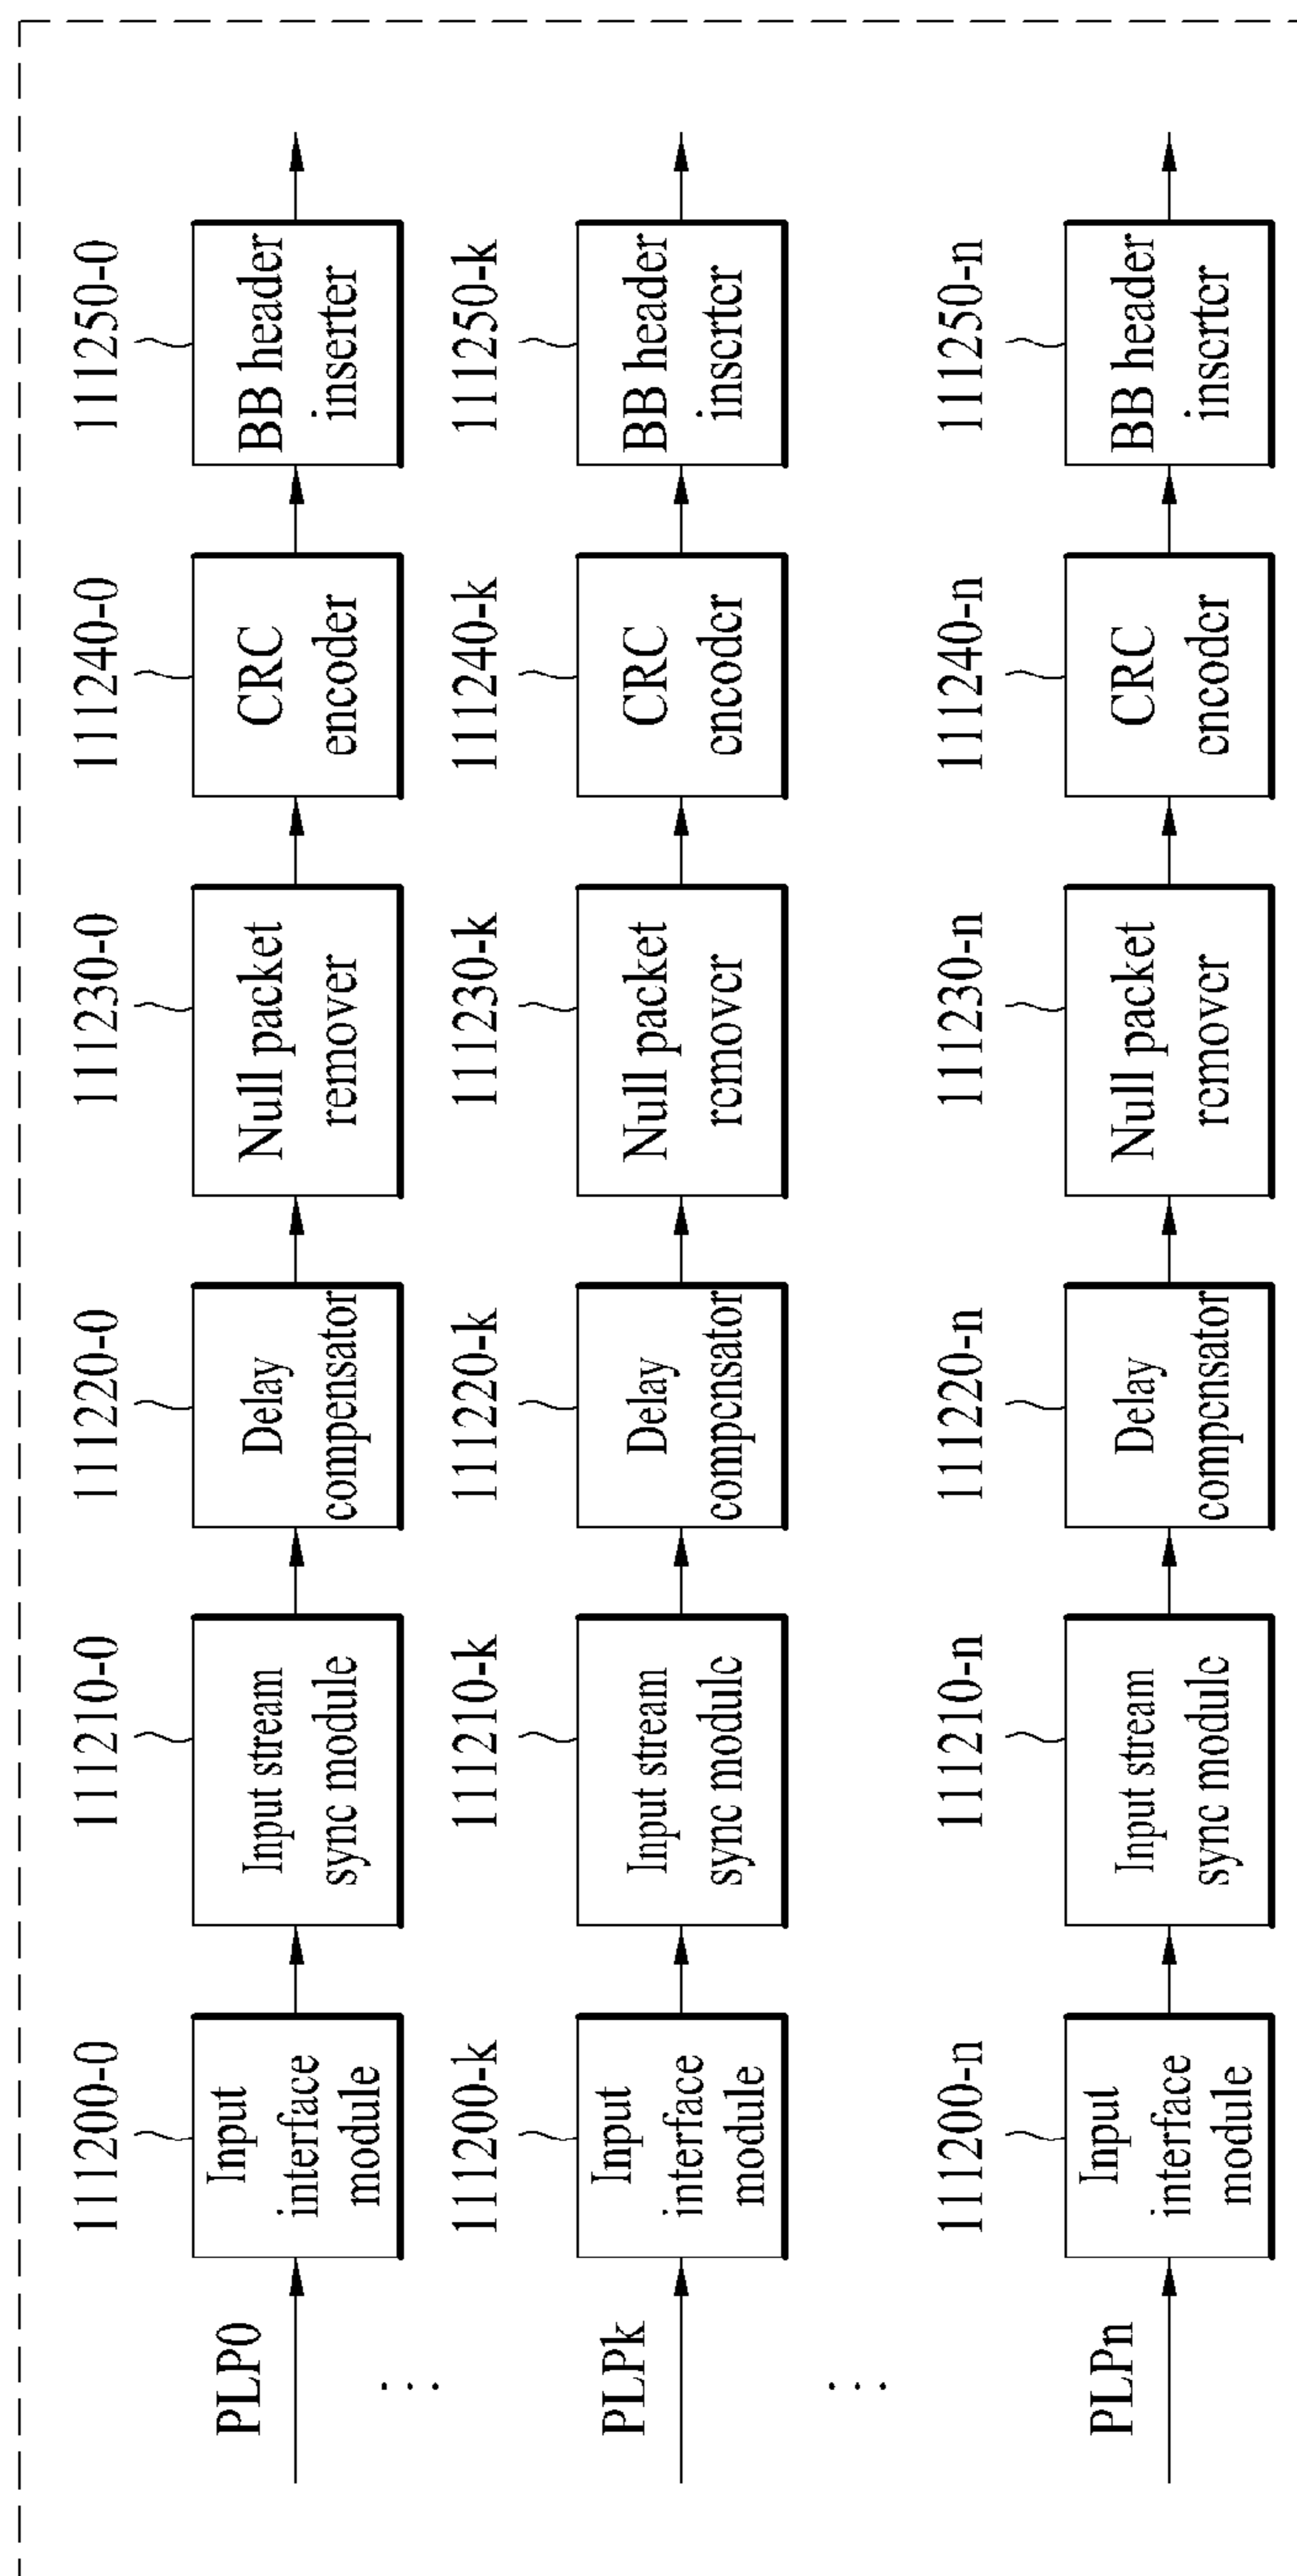 111200-0
111210-0
111220-0
111230-0
111240-0
111250-0
PLP0
Input
interface
module
Input stream
sync module
Delay
compensator
Null packet
remover
CRC
encoder
BB header
inserter
...
111200-k
111210-k
111220-k
111230-k
111240-k
111250-k
PLPk
Input
interface
module
Input stream
sync module
Delay
compensator
Null packet
remover
CRC
encoder
BB header
inserter
...
111200-n
111210-n
111220-n
111230-n
111240-n
111250-n
PLPn
Input
interface
module
Input stream
sync module
Delay
compensator
Null packet
remover
CRC
encoder
BB header
inserter